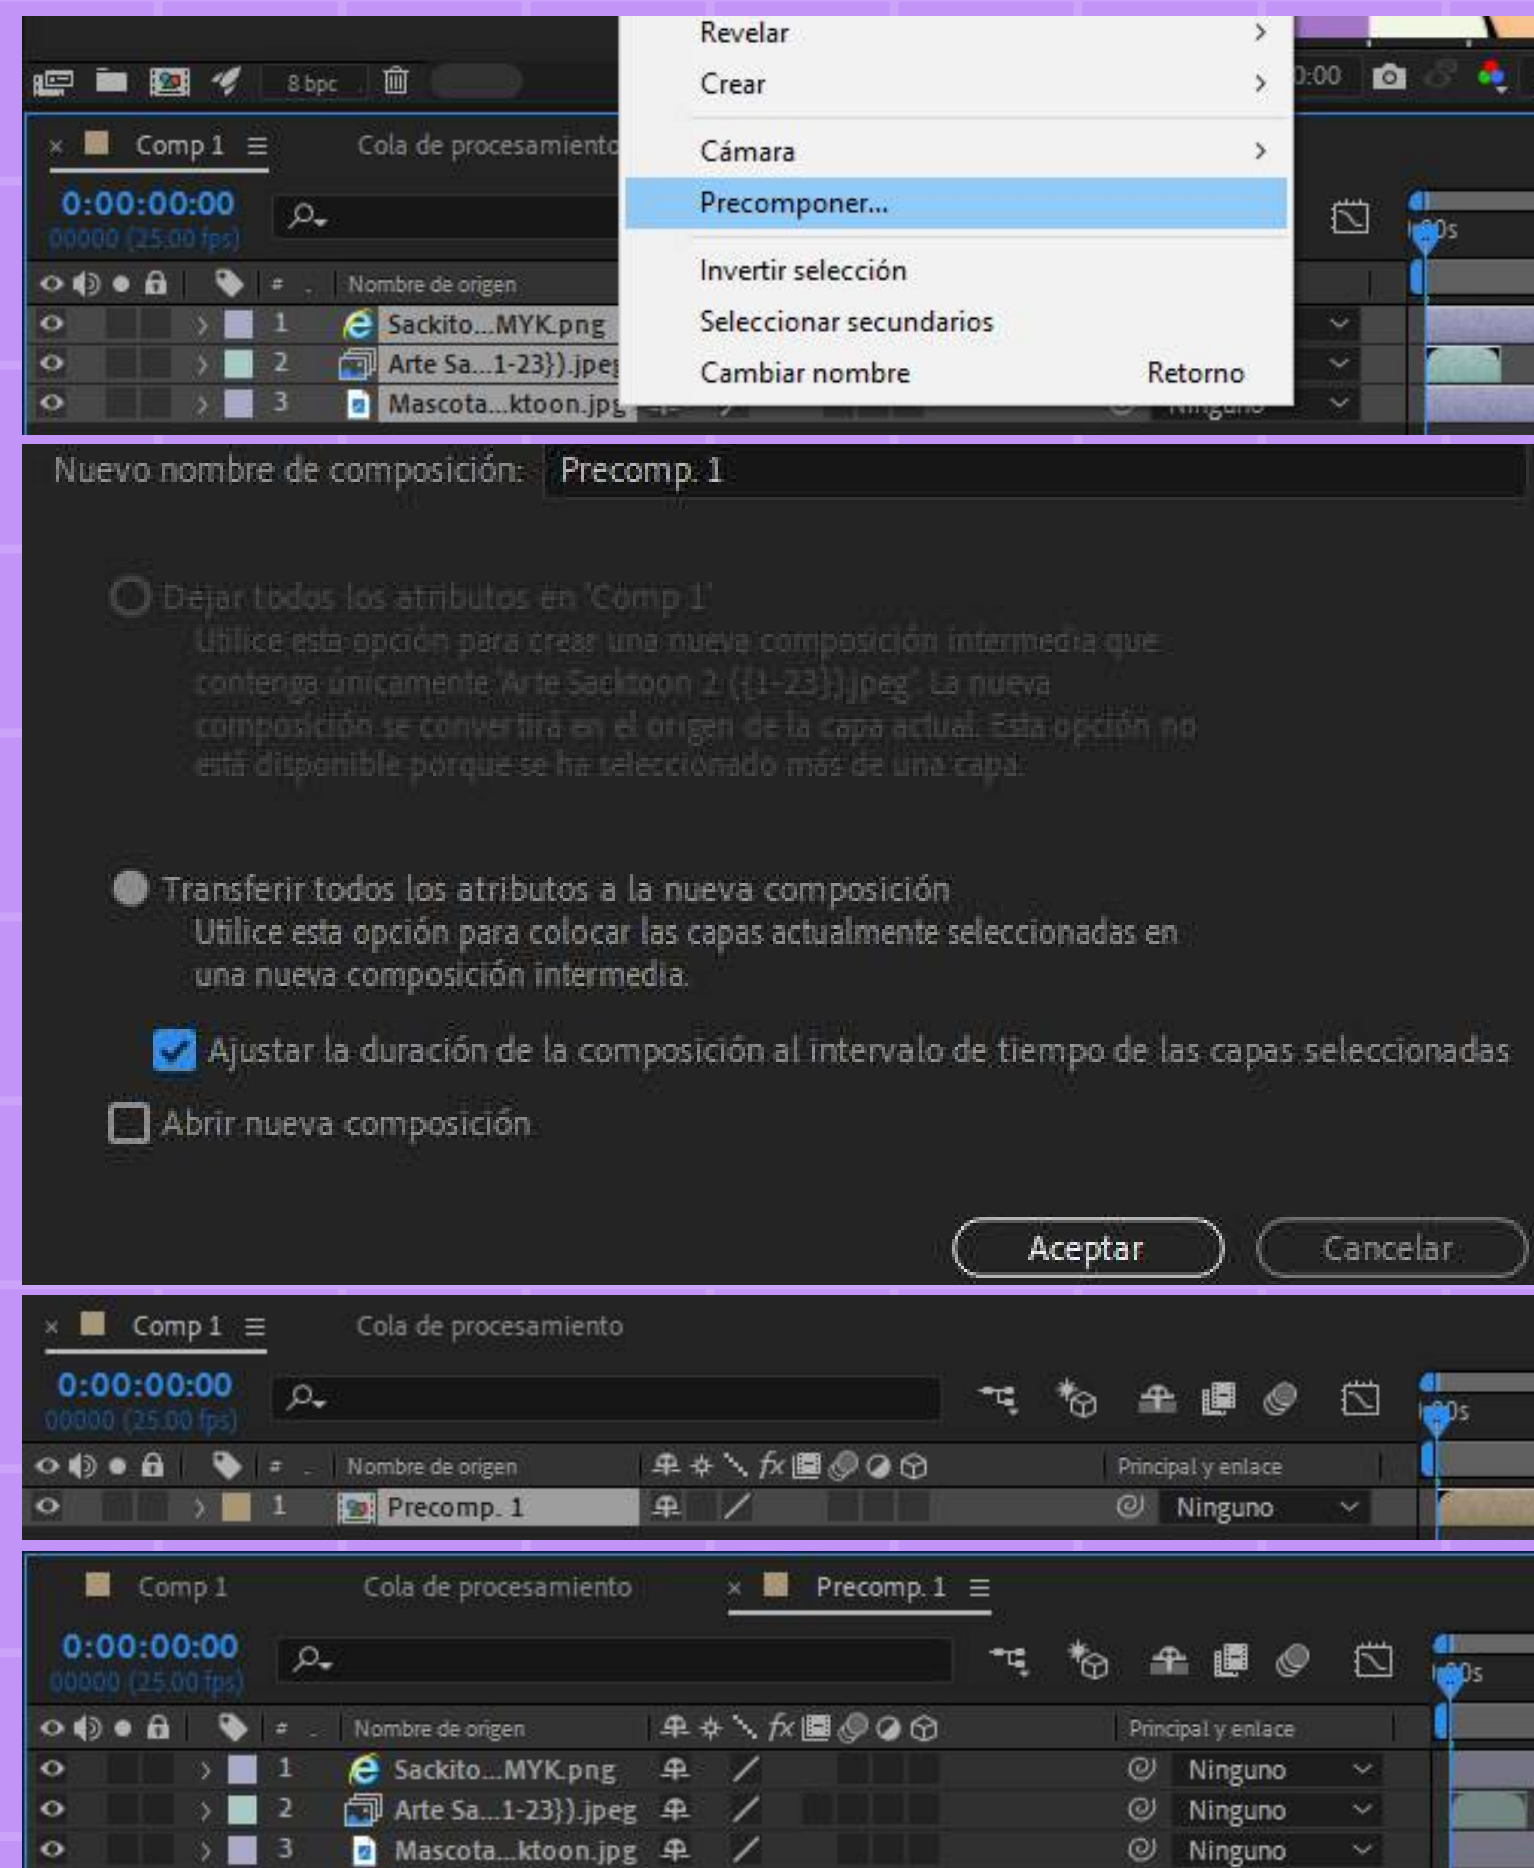 Revelar
Crear
8 bpc
0:00
Comp 1
Cola de procesamiento
Cámara
0:00:00:00
00000 (25.00 fps)
Precomponer...
00s
# . Nombre de origen
Invertir selección
1 Sackito...MYK.png
Seleccionar secundarios
2 Arte Sa...1-23}).jpeg
Cambiar nombre Retorno
3 Mascota...ktoon.jpg
Ninguno
Nuevo nombre de composición: Precomp. 1
Dejar todos los atributos en 'Comp 1'
Utilice esta opción para crear una nueva composición intermedia que
contenga únicamente 'Arte Sacktoon 2 ({1-23}).jpeg'. La nueva
composición se convertirá en el origen de la capa actual. Esta opción no
está disponible porque se ha seleccionado más de una capa.
Transferir todos los atributos a la nueva composición
Utilice esta opción para colocar las capas actualmente seleccionadas en
una nueva composición intermedia.
Ajustar la duración de la composición al intervalo de tiempo de las capas seleccionadas
Abrir nueva composición
Aceptar Cancelar
Comp 1 Cola de procesamiento
0:00:00:00
00000 (25.00 fps)
00s
# . Nombre de origen fx Principal y enlace
1 Precomp. 1 Ninguno
Comp 1 Cola de procesamiento Precomp. 1
0:00:00:00
00000 (25.00 fps)
00s
# . Nombre de origen fx Principal y enlace
1 Sackito...MYK.png Ninguno
2 Arte Sa...1-23}).jpeg Ninguno
3 Mascota...ktoon.jpg Ninguno